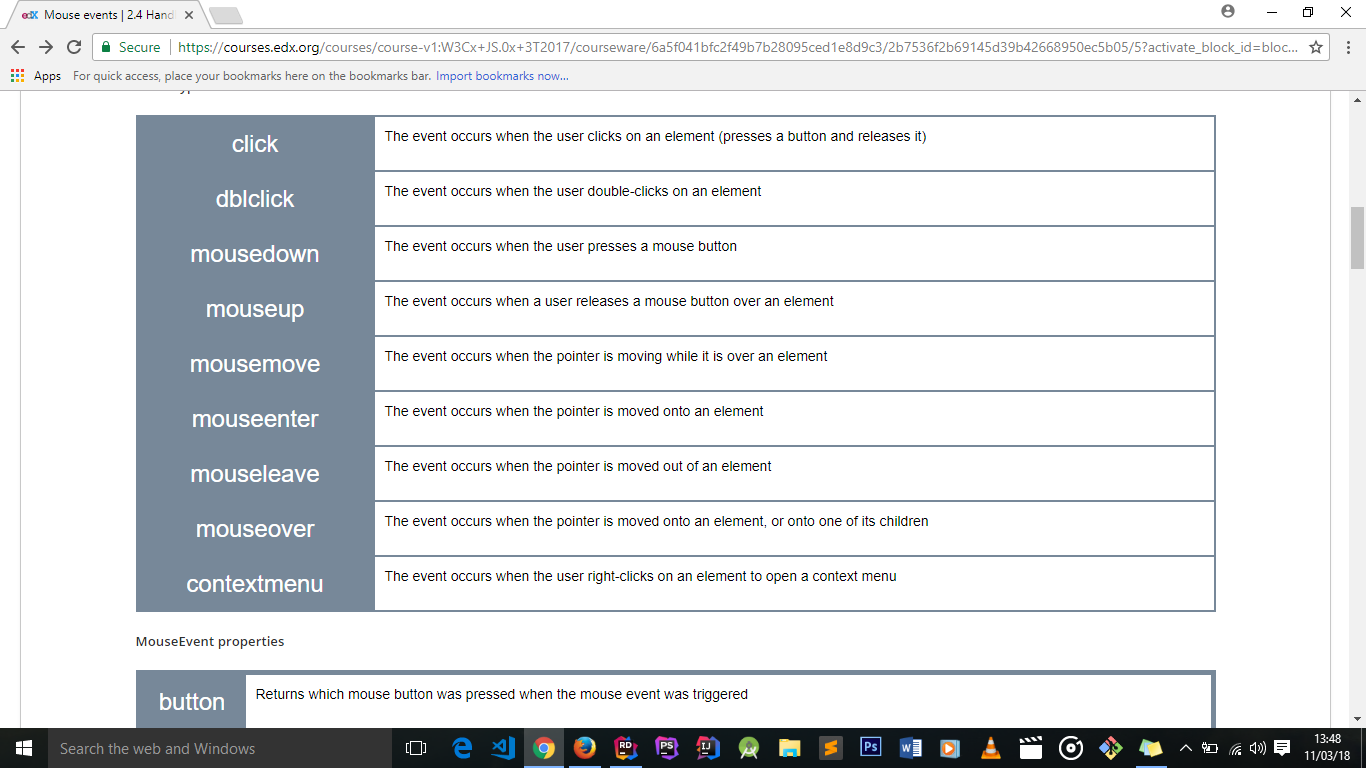 edX Mouse events | 2.4 Hand
Secure
https://courses.edx.org/courses/course-v1:W3Cx+JS.0x+3T2017/courseware/6a5f041bfc2f49b7b28095ced1e8d9c3/2b7536f2b69145d39b42668950ec5b05/5?activate_block_id=bloc...
Apps For quick access, place your bookmarks here on the bookmarks bar. Import bookmarks now...
click The event occurs when the user clicks on an element (presses a button and releases it)
dblclick The event occurs when the user double-clicks on an element
mousedown The event occurs when the user presses a mouse button
mouseup The event occurs when a user releases a mouse button over an element
mousemove The event occurs when the pointer is moving while it is over an element
mouseenter The event occurs when the pointer is moved onto an element
mouseleave The event occurs when the pointer is moved out of an element
mouseover The event occurs when the pointer is moved onto an element, or onto one of its children
contextmenu The event occurs when the user right-clicks on an element to open a context menu
MouseEvent properties
button Returns which mouse button was pressed when the mouse event was triggered
Search the web and Windows
RD
PS
IJ
Ps
13:48
11/03/18